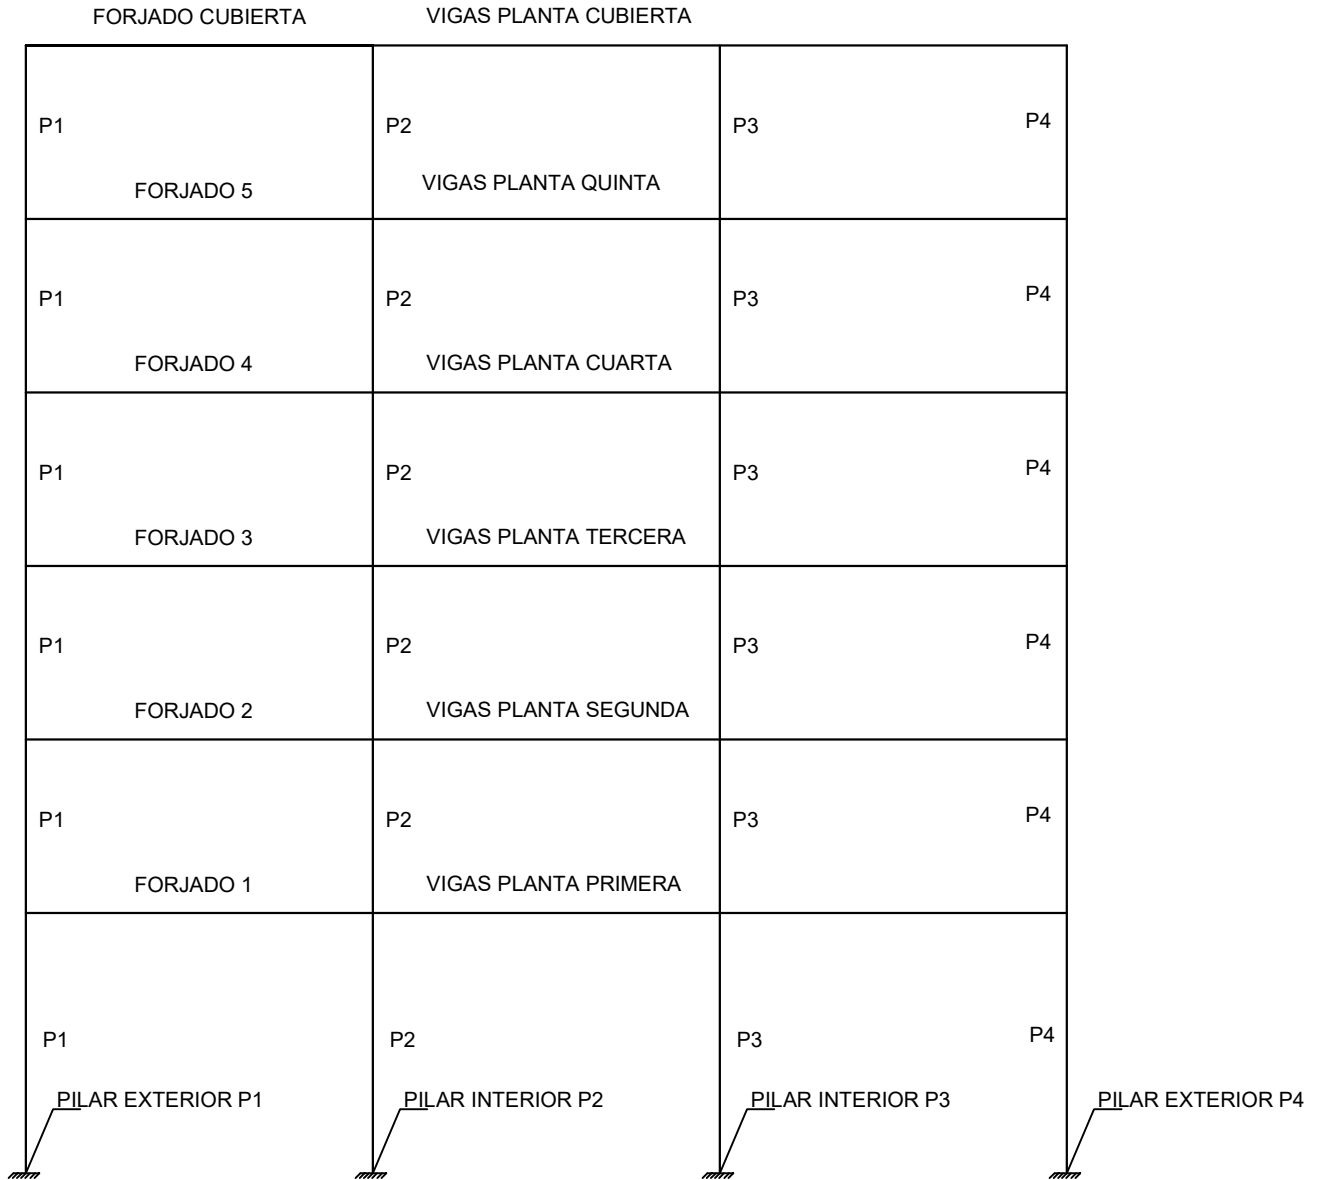 FORJADO CUBIERTA VIGAS PLANTA CUBIERTA
P1 P2 P3 P4
FORJADO 5 VIGAS PLANTA QUINTA
P1 P2 P3 P4
FORJADO 4 VIGAS PLANTA CUARTA
P1 P2 P3 P4
FORJADO 3 VIGAS PLANTA TERCERA
P1 P2 P3 P4
FORJADO 2 VIGAS PLANTA SEGUNDA
P1 P2 P3 P4
FORJADO 1 VIGAS PLANTA PRIMERA
P1 P2 P3 P4
PILAR EXTERIOR P1 PILAR INTERIOR P2 PILAR INTERIOR P3 PILAR EXTERIOR P4